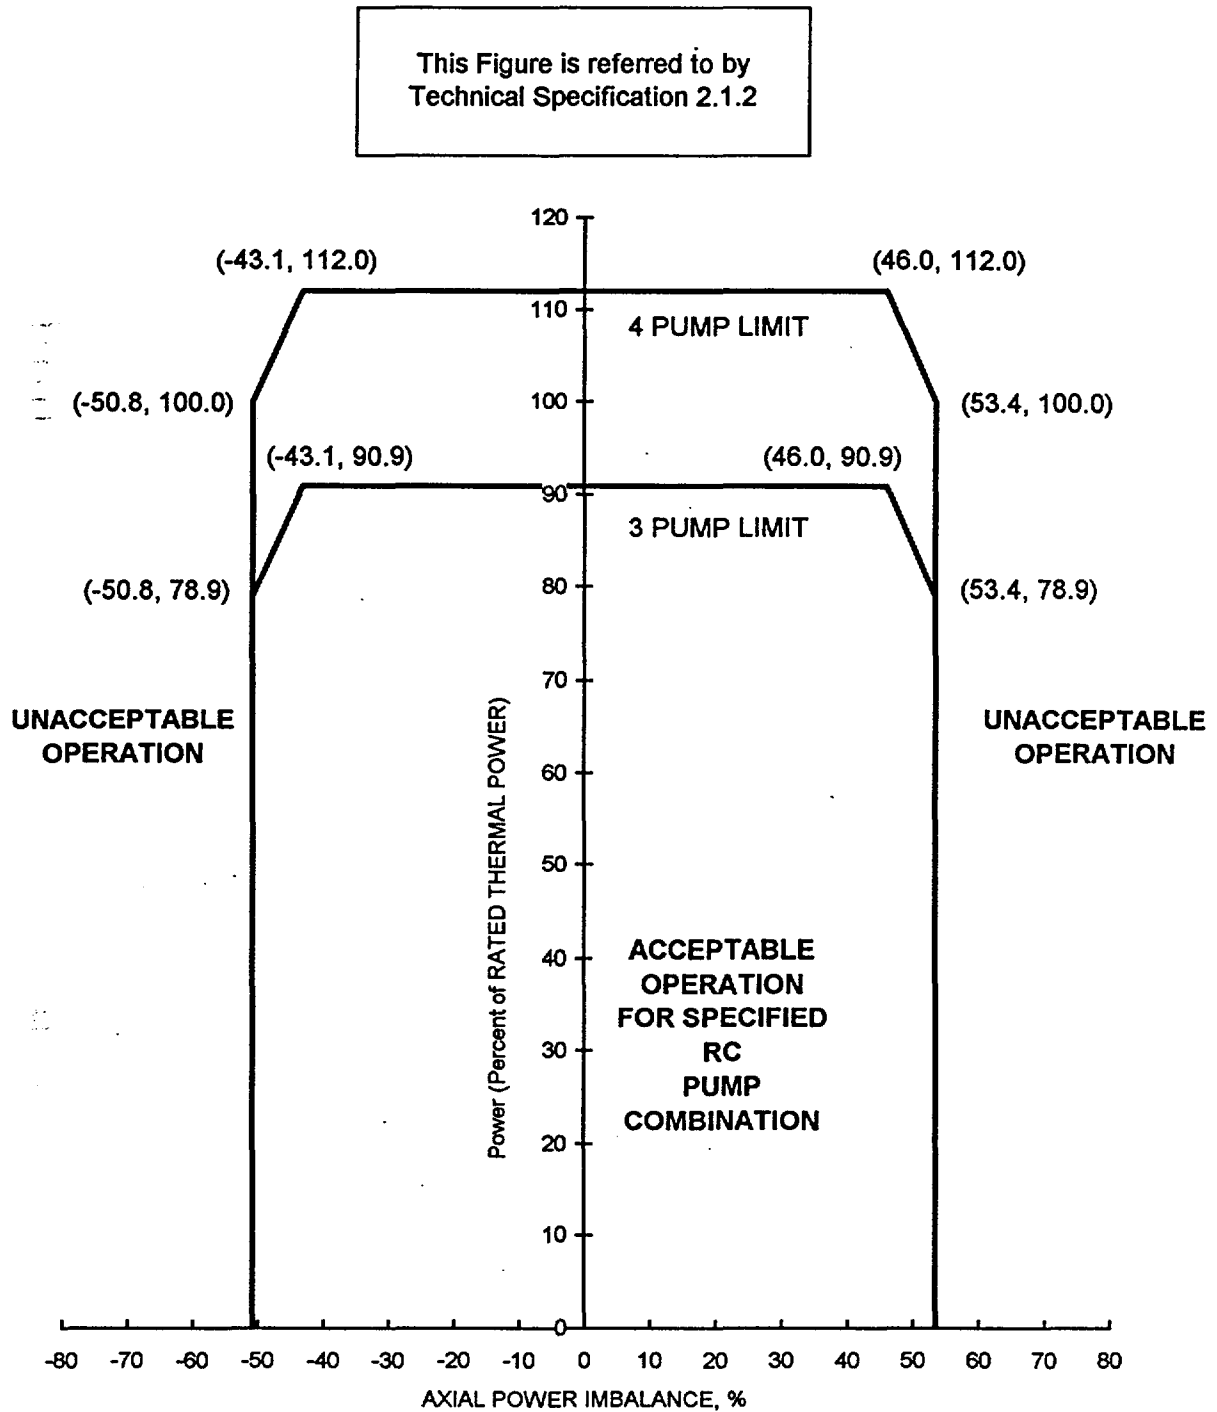 This Figure is referred to by
Technical Specification 2.1.2
120
(-43.1, 112.0)
(46.0, 112.0)
110
4 PUMP LIMIT
(-50.8, 100.0)
100
(53.4, 100.0)
(-43.1, 90.9)
(46.0, 90.9)
90
3 PUMP LIMIT
(-50.8, 78.9)
80
(53.4, 78.9)
70
UNACCEPTABLE
OPERATION
UNACCEPTABLE
OPERATION
Power (Percent of RATED THERMAL POWER)
60
50
40
ACCEPTABLE
OPERATION
FOR SPECIFIED
RC
PUMP
COMBINATION
30
20
10
0
-80 -70 -60 -50 -40 -30 -20 -10 0 10 20 30 40 50 60 70 80
AXIAL POWER IMBALANCE, %